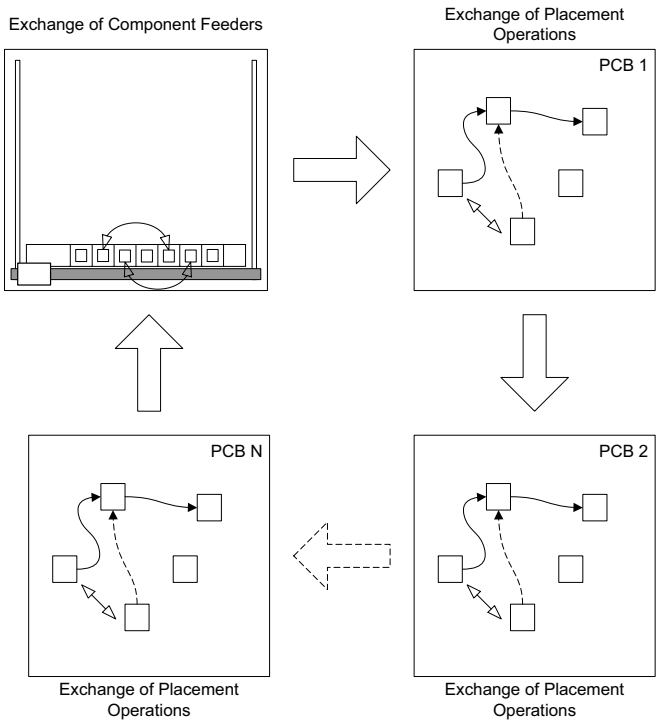 Exchange of Component Feeders
Exchange of Placement
Operations
PCB 1
PCB N
PCB 2
Exchange of Placement
Operations
Exchange of Placement
Operations